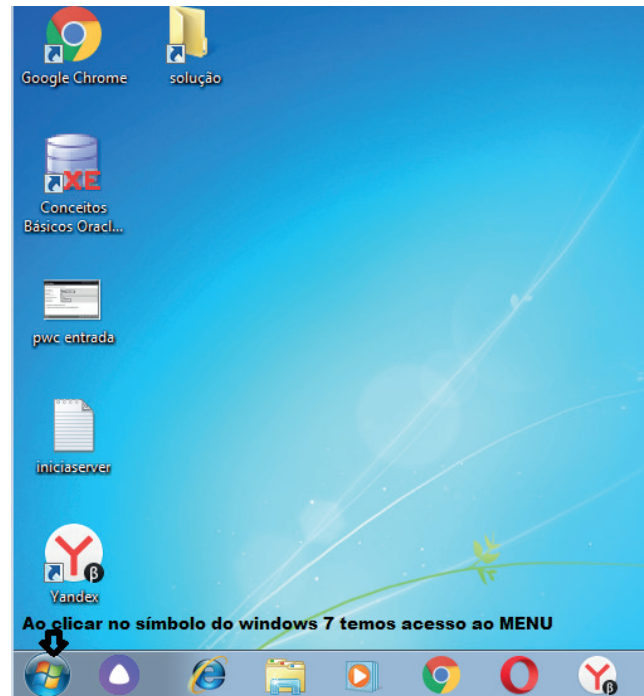 Google Chrome
solução
XE
Conceitos
Básicos Oracl...
pwc entrada
iniciaserver
β
Yandex
Ao clicar no símbolo do windows 7 temos acesso ao MENU
β